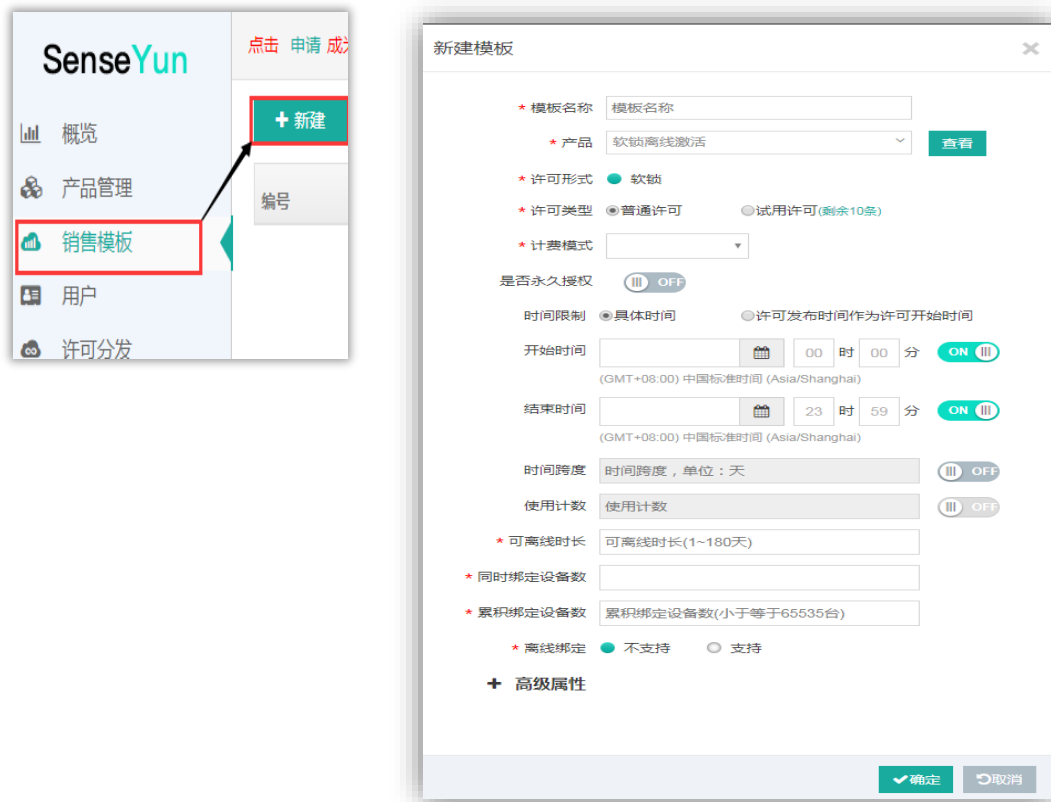 SenseYun
点击 申请
+ 新建
概览
产品管理
编号
销售模板
用户
许可分发
新建模板
* 模板名称 模板名称
* 产品 软锁离线激活 查看
* 许可形式 软锁
* 许可类型 普通许可 试用许可(剩余10条)
* 计费模式
是否永久授权 OFF
时间限制 具体时间 许可发布时间作为许可开始时间
开始时间 00 时 00 分 ON
(GMT+08:00) 中国标准时间 (Asia/Shanghai)
结束时间 23 时 59 分 ON
(GMT+08:00) 中国标准时间 (Asia/Shanghai)
时间跨度 时间跨度，单位：天 OFF
使用计数 使用计数 OFF
* 可离线时长 可离线时长(1~180天)
* 同时绑定设备数
* 累积绑定设备数 累积绑定设备数(小于等于65535台)
* 离线绑定 不支持 支持
+ 高级属性
确定 取消